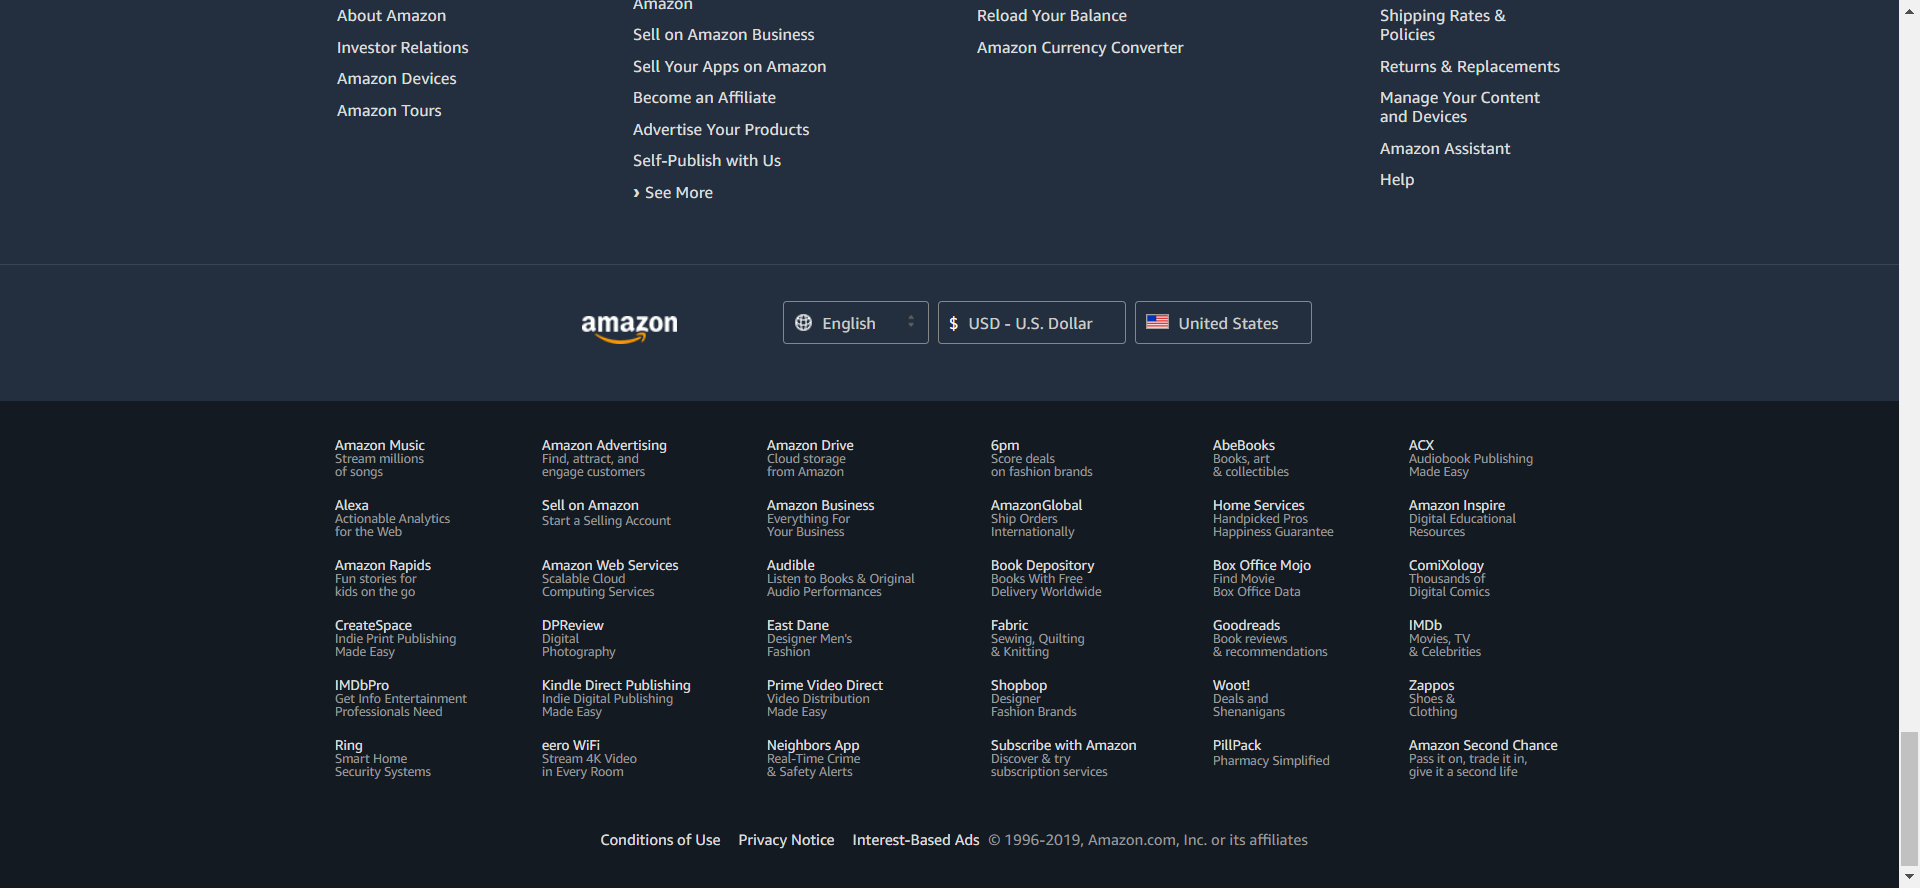 About Amazon
Investor Relations
Amazon Devices
Amazon Tours
Amazon
Sell on Amazon Business
Sell Your Apps on Amazon
Become an Affiliate
Advertise Your Products
Self-Publish with Us
› See More
Reload Your Balance
Amazon Currency Converter
Shipping Rates &
Policies
Returns & Replacements
Manage Your Content
and Devices
Amazon Assistant
Help
amazon
English
$ USD - U.S. Dollar
United States
Amazon Music
Stream millions
of songs
Amazon Advertising
Find, attract, and
engage customers
Amazon Drive
Cloud storage
from Amazon
6pm
Score deals
on fashion brands
AbeBooks
Books, art
& collectibles
ACX
Audiobook Publishing
Made Easy
Alexa
Actionable Analytics
for the Web
Sell on Amazon
Start a Selling Account
Amazon Business
Everything For
Your Business
AmazonGlobal
Ship Orders
Internationally
Home Services
Handpicked Pros
Happiness Guarantee
Amazon Inspire
Digital Educational
Resources
Amazon Rapids
Fun stories for
kids on the go
Amazon Web Services
Scalable Cloud
Computing Services
Audible
Listen to Books & Original
Audio Performances
Book Depository
Books With Free
Delivery Worldwide
Box Office Mojo
Find Movie
Box Office Data
ComiXology
Thousands of
Digital Comics
CreateSpace
Indie Print Publishing
Made Easy
DPReview
Digital
Photography
East Dane
Designer Men's
Fashion
Fabric
Sewing, Quilting
& Knitting
Goodreads
Book reviews
& recommendations
IMDb
Movies, TV
& Celebrities
IMDbPro
Get Info Entertainment
Professionals Need
Kindle Direct Publishing
Indie Digital Publishing
Made Easy
Prime Video Direct
Video Distribution
Made Easy
Shopbop
Designer
Fashion Brands
Woot!
Deals and
Shenanigans
Zappos
Shoes &
Clothing
Ring
Smart Home
Security Systems
eero WiFi
Stream 4K Video
in Every Room
Neighbors App
Real-Time Crime
& Safety Alerts
Subscribe with Amazon
Discover & try
subscription services
PillPack
Pharmacy Simplified
Amazon Second Chance
Pass it on, trade it in,
give it a second life
Conditions of Use Privacy Notice Interest-Based Ads © 1996-2019, Amazon.com, Inc. or its affiliates